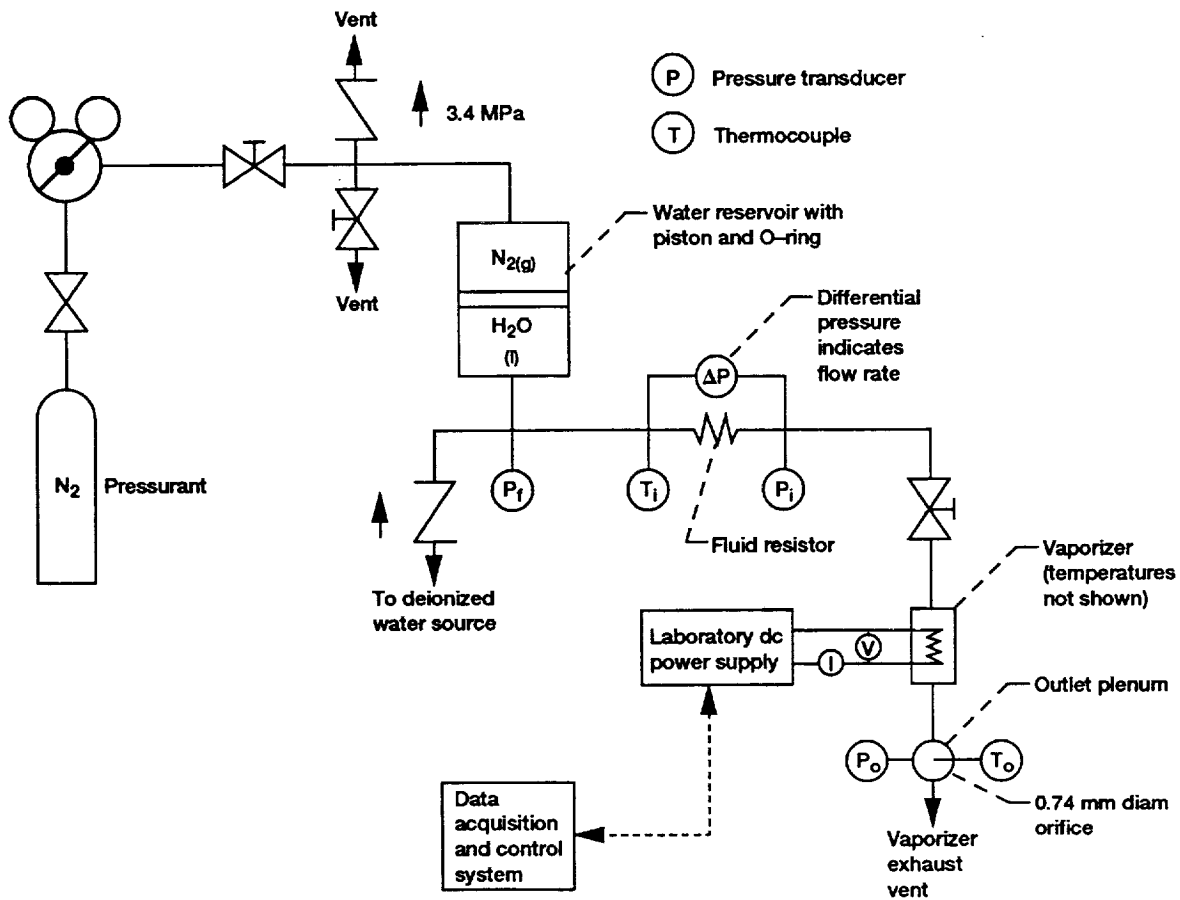 Vent
3.4 MPa
P Pressure transducer
T Thermocouple
Water reservoir with
piston and O–ring
N2(g)
H2O
(l)
Vent
Differential
pressure
indicates
flow rate
ΔP
N2 Pressurant
Pf
Ti
Pi
Fluid resistor
To deionized
water source
Vaporizer
(temperatures
not shown)
Laboratory dc
power supply
V
I
Outlet plenum
Po
To
0.74 mm diam
orifice
Data
acquisition
and control
system
Vaporizer
exhaust
vent